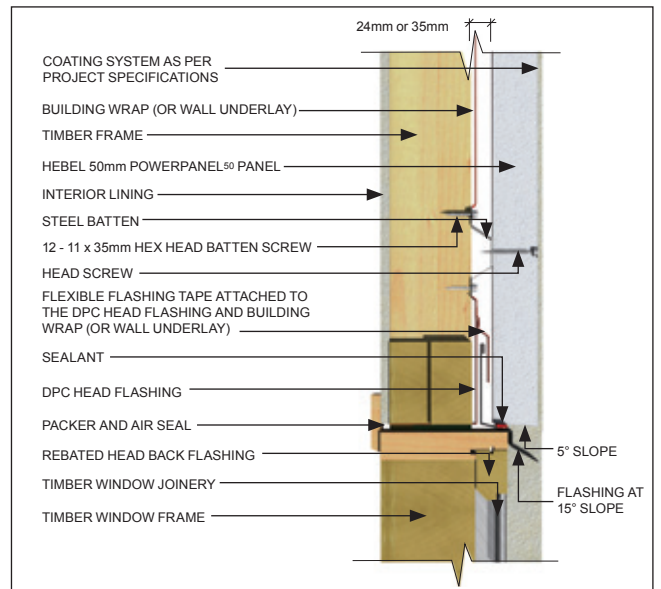 24mm or 35mm
COATING SYSTEM AS PER
PROJECT SPECIFICATIONS
BUILDING WRAP (OR WALL UNDERLAY)
TIMBER FRAME
HEBEL 50mm POWERPANEL⁵⁰ PANEL
INTERIOR LINING
STEEL BATTEN
12 - 11 x 35mm HEX HEAD BATTEN SCREW
HEAD SCREW
FLEXIBLE FLASHING TAPE ATTACHED TO
THE DPC HEAD FLASHING AND BUILDING
WRAP (OR WALL UNDERLAY)
SEALANT
DPC HEAD FLASHING
PACKER AND AIR SEAL
REBATED HEAD BACK FLASHING
TIMBER WINDOW JOINERY
TIMBER WINDOW FRAME
5° SLOPE
FLASHING AT
15° SLOPE